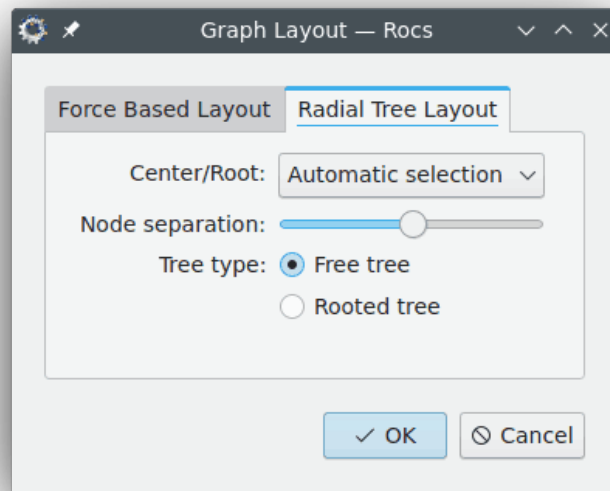 Graph Layout — Rocs
Force Based Layout Radial Tree Layout
Center/Root: Automatic selection
Node separation:
Tree type: Free tree
Rooted tree
OK Cancel